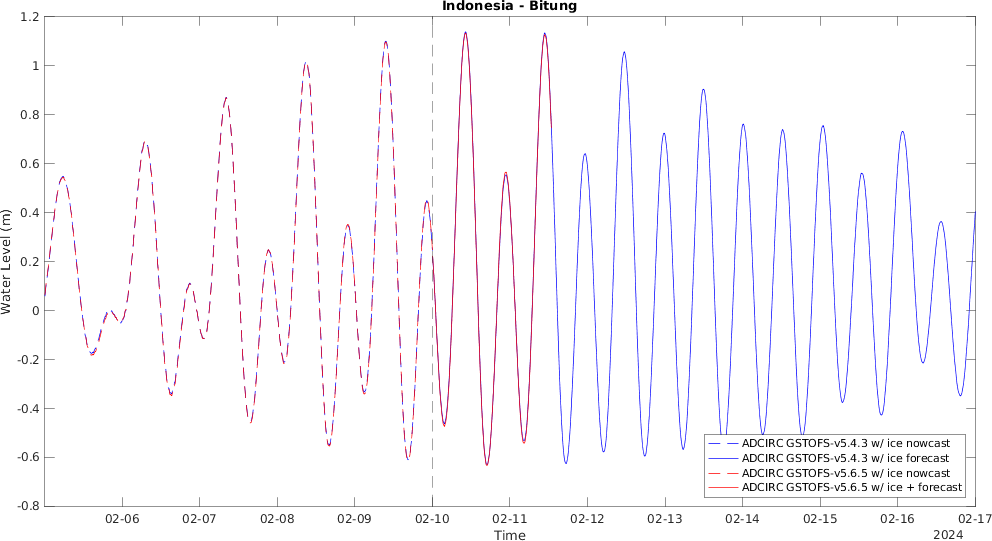 Indonesia - Bitung
1.2
1
0.8
0.6
0.4
0.2
0
-0.2
-0.4
-0.6
-0.8
Water Level (m)
ADCIRC GSTOFS-v5.4.3 w/ ice nowcast
ADCIRC GSTOFS-v5.4.3 w/ ice forecast
ADCIRC GSTOFS-v5.6.5 w/ ice nowcast
ADCIRC GSTOFS-v5.6.5 w/ ice + forecast
02-06 02-07 02-08 02-09 02-10 02-11 02-12 02-13 02-14 02-15 02-16 02-17
Time
2024